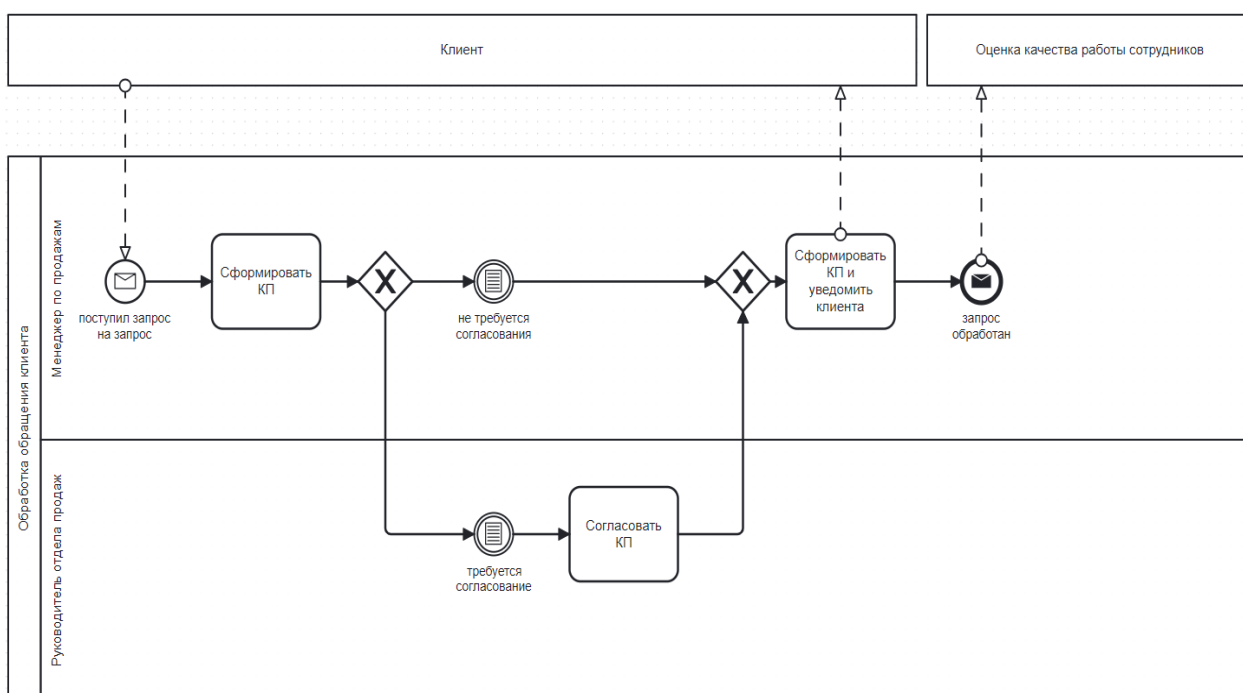 Клиент
Оценка качества работы сотрудников
Обработка обращения клиента
Менеджер по продажам
поступил запрос
на запрос
Сформировать
КП
не требуется
согласования
Сформировать
КП и
уведомить
клиента
запрос
обработан
Руководитель отдела продаж
требуется
согласование
Согласовать
КП